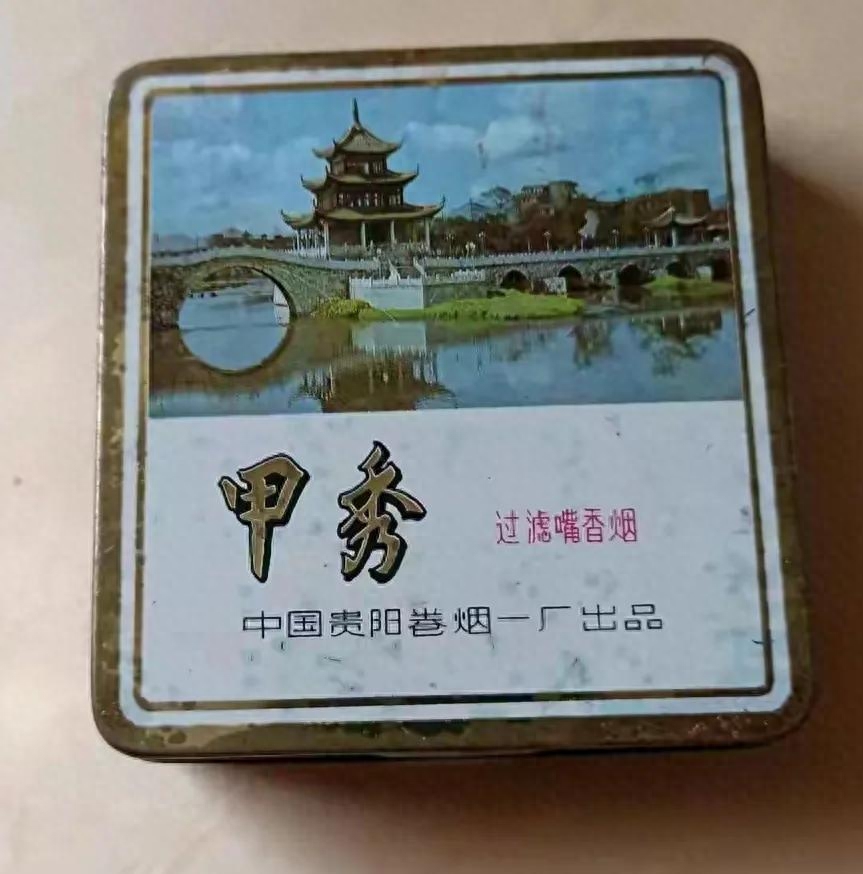 甲秀
过滤嘴香烟
中国贵阳卷烟一厂出品